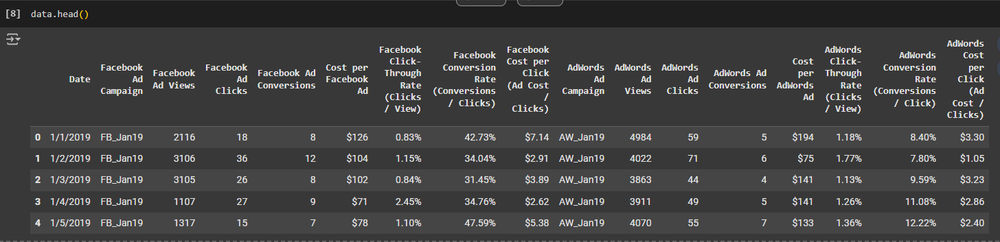 [8] data.head()
Date Facebook Ad Campaign Facebook Ad Views Facebook Ad Clicks Facebook Ad Conversions Cost per Facebook Ad Facebook Click-Through Rate (Clicks / View) Facebook Conversion Rate (Conversions / Clicks) Facebook Cost per Click (Ad Cost / Clicks) AdWords Ad Campaign AdWords Ad Views AdWords Ad Clicks AdWords Ad Conversions Cost per AdWords Ad AdWords Click-Through Rate (Clicks / View) AdWords Conversion Rate (Conversions / Click) AdWords Cost per Click (Ad Cost / Clicks)
0 1/1/2019 FB_Jan19 2116 18 8 $126 0.83% 42.73% $7.14 AW_Jan19 4984 59 5 $194 1.18% 8.40% $3.30
1 1/2/2019 FB_Jan19 3106 36 12 $104 1.15% 34.04% $2.91 AW_Jan19 4022 71 6 $75 1.77% 7.80% $1.05
2 1/3/2019 FB_Jan19 3105 26 8 $102 0.84% 31.45% $3.89 AW_Jan19 3863 44 4 $141 1.13% 9.59% $3.23
3 1/4/2019 FB_Jan19 1107 27 9 $71 2.45% 34.76% $2.62 AW_Jan19 3911 49 5 $141 1.26% 11.08% $2.86
4 1/5/2019 FB_Jan19 1317 15 7 $78 1.10% 47.59% $5.38 AW_Jan19 4070 55 7 $133 1.36% 12.22% $2.40